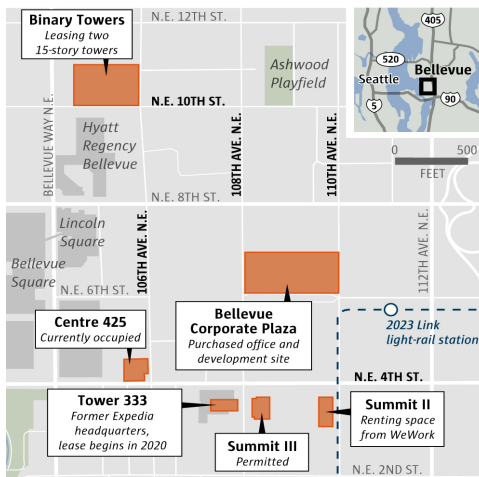 N.E. 12TH ST.
Binary Towers
Leasing two
15-story towers
405
520
Bellevue
Seattle
5
90
Ashwood
Playfield
N.E. 10TH ST.
BELLEVUE WAY N.E.
Hyatt
Regency
Bellevue
108TH AVE. N.E.
110TH AVE. N.E.
0
500
FEET
N.E. 8TH ST.
Lincoln
Square
106TH AVE. N.E.
112TH AVE. N.E.
Bellevue
Square
N.E. 6TH ST.
Bellevue
Corporate Plaza
Purchased office and
development site
2023 Link
light-rail station
Centre 425
Currently occupied
N.E. 4TH ST.
Tower 333
Former Expedia
headquarters,
lease begins in 2020
Summit III
Permitted
Summit II
Renting space
from WeWork
N.E. 2ND ST.